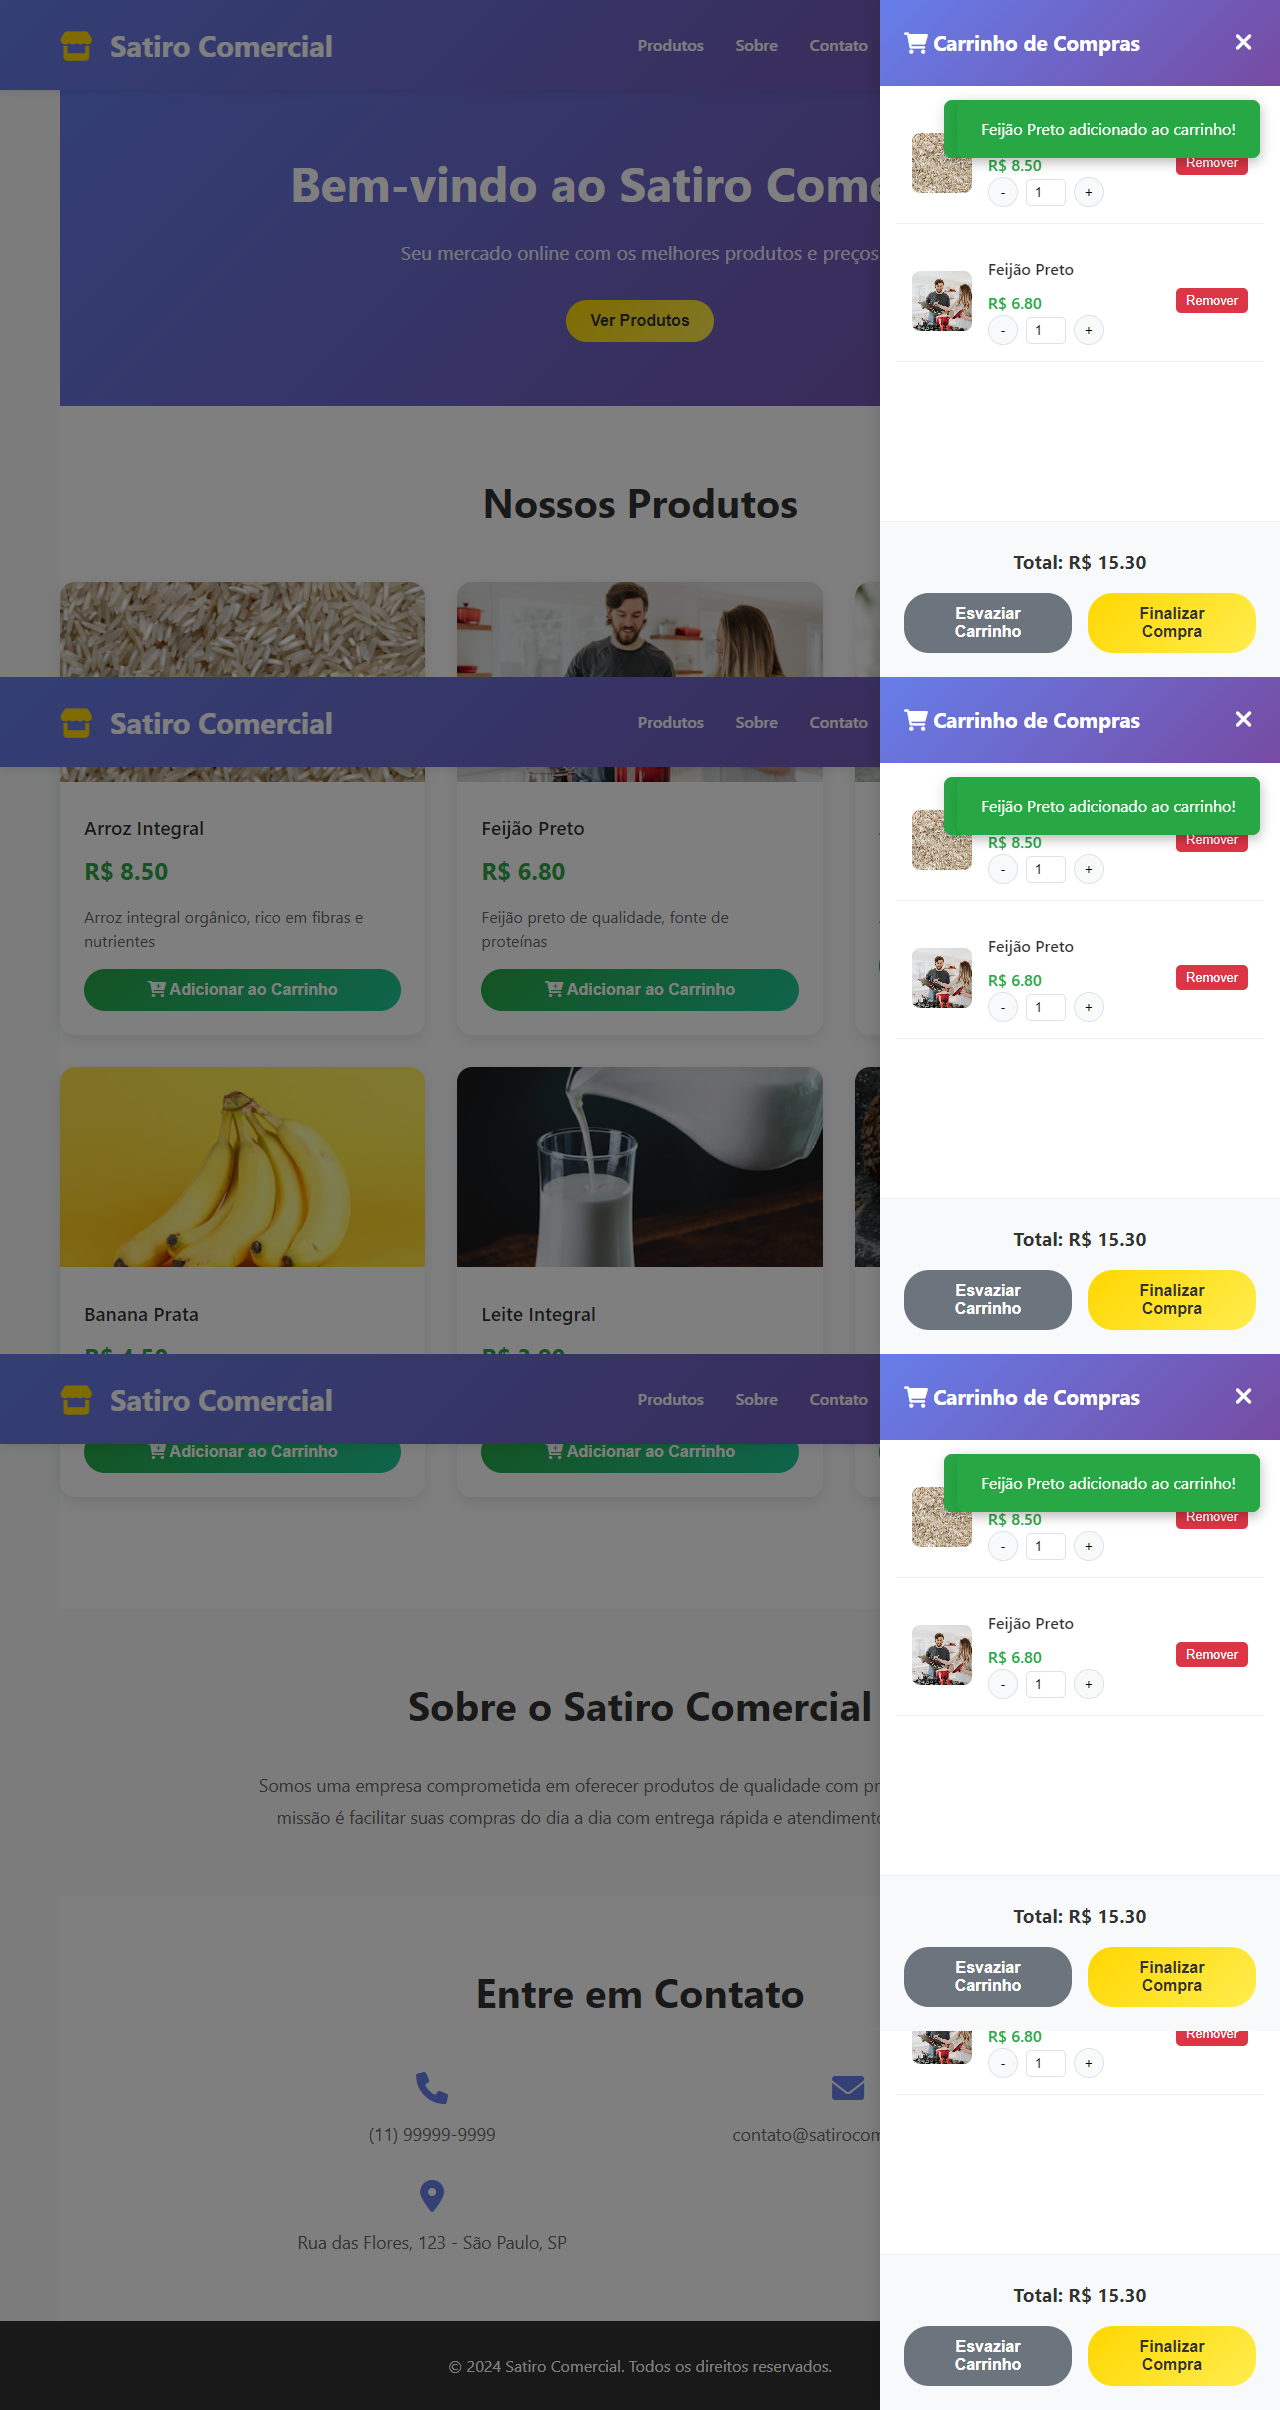 Satiro Comercial
Produtos
Sobre
Contato
Carrinho de Compras
Feijão Preto adicionado ao carrinho!
R$ 8.50
Remover
- 1 +
Bem-vindo ao Satiro Come
Seu mercado online com os melhores produtos e preços
Ver Produtos
Feijão Preto
R$ 6.80
Remover
- 1 +
Nossos Produtos
Total: R$ 15.30
Esvaziar
Carrinho
Finalizar
Compra
Satiro Comercial
Produtos
Sobre
Contato
Carrinho de Compras
Feijão Preto adicionado ao carrinho!
R$ 8.50
Remover
- 1 +
Arroz Integral
R$ 8.50
Arroz integral orgânico, rico em fibras e
nutrientes
Adicionar ao Carrinho
Feijão Preto
R$ 6.80
Feijão preto de qualidade, fonte de
proteínas
Adicionar ao Carrinho
Feijão Preto
R$ 6.80
Remover
- 1 +
Banana Prata
R$ 4.50
Leite Integral
R$ 3.90
Total: R$ 15.30
Esvaziar
Carrinho
Finalizar
Compra
Satiro Comercial
Produtos
Sobre
Contato
Carrinho de Compras
Adicionar ao Carrinho
Adicionar ao Carrinho
Feijão Preto adicionado ao carrinho!
R$ 8.50
Remover
- 1 +
Feijão Preto
R$ 6.80
Remover
- 1 +
Sobre o Satiro Comercial
Somos uma empresa comprometida em oferecer produtos de qualidade com pr
missão é facilitar suas compras do dia a dia com entrega rápida e atendimento
Total: R$ 15.30
Esvaziar
Carrinho
Finalizar
Compra
Entre em Contato
R$ 6.80
Remover
- 1 +
(11) 99999-9999
contato@satirocom
Rua das Flores, 123 - São Paulo, SP
Total: R$ 15.30
Esvaziar
Carrinho
Finalizar
Compra
© 2024 Satiro Comercial. Todos os direitos reservados.